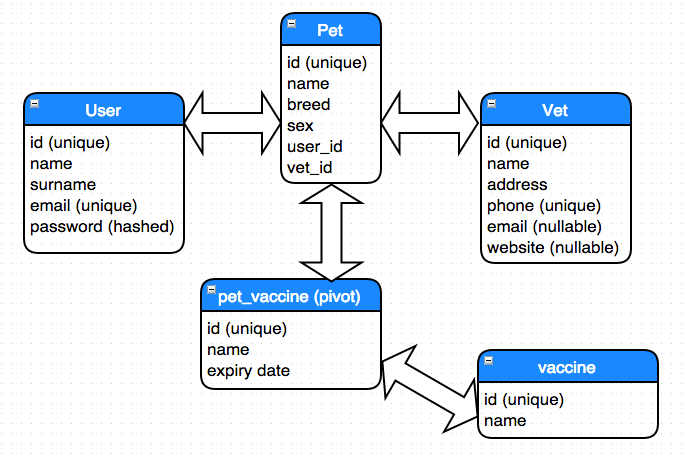 Pet
id (unique)
name
breed
sex
user_id
vet_id
User
id (unique)
name
surname
email (unique)
password (hashed)
Vet
id (unique)
name
address
phone (unique)
email (nullable)
website (nullable)
pet_vaccine (pivot)
id (unique)
name
expiry date
vaccine
id (unique)
name